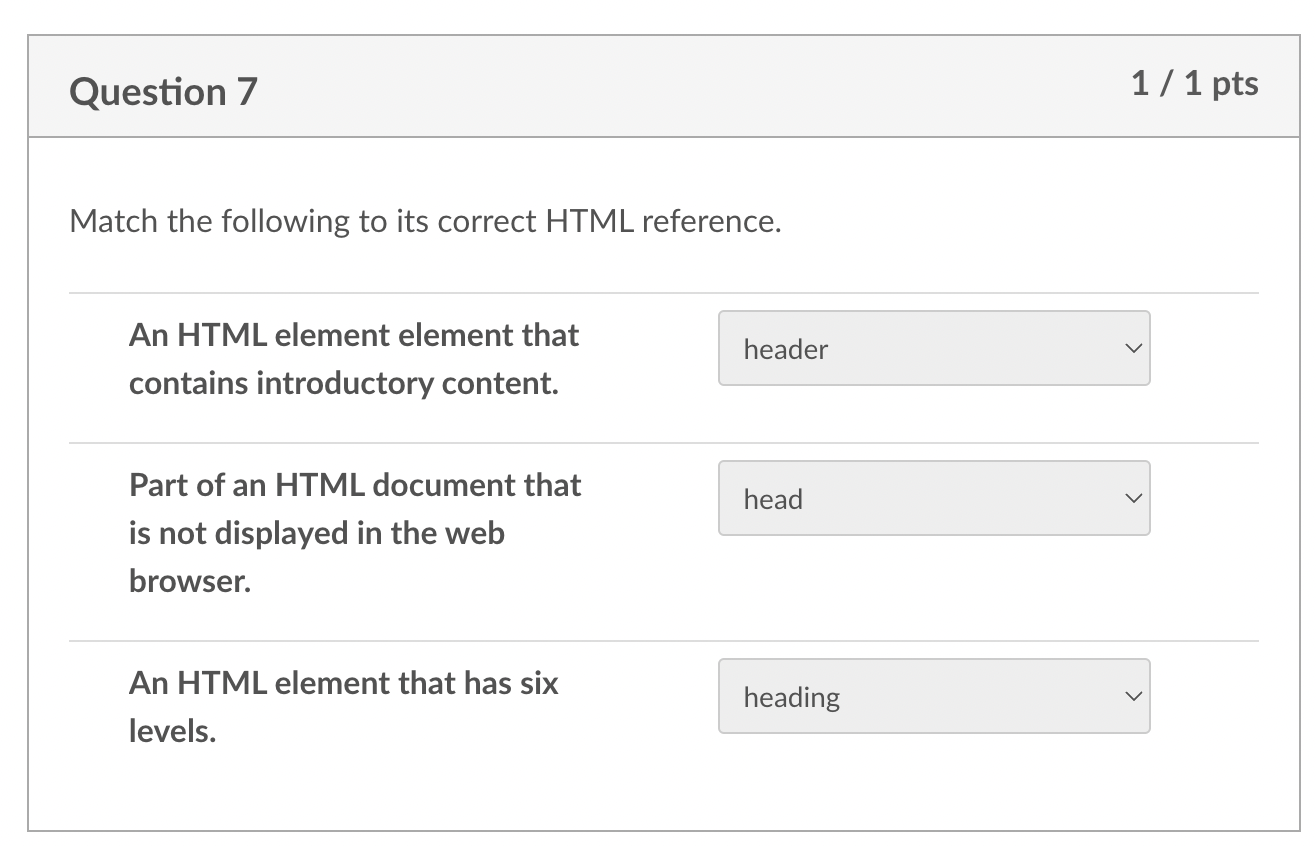 Question 7
1 / 1 pts
Match the following to its correct HTML reference.
An HTML element element that
contains introductory content.
header
Part of an HTML document that
is not displayed in the web
browser.
head
An HTML element that has six
levels.
heading